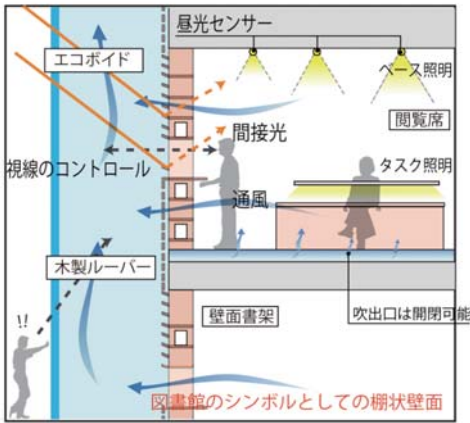 昼光センサー
エコボイド
ベース照明
閲覧席
間接光
視線のコントロール
タスク照明
通風
木製ルーバー
!!
壁面書架
吹出口は開閉可能
図書館のシンボルとしての棚状壁面